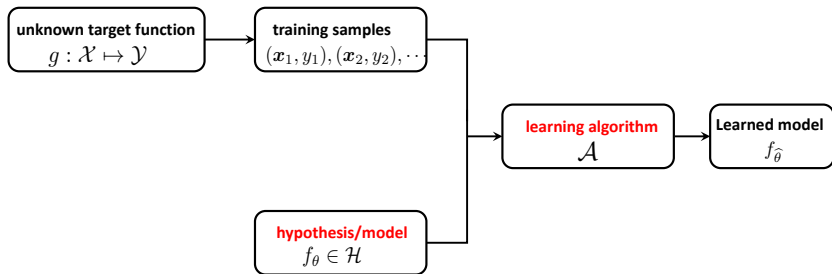 unknown target function
g : 𝒳 ↦ 𝒴
training samples
(𝒙₁, y₁), (𝒙₂, y₂), ⋯
learning algorithm
𝒜
Learned model
f_θ̂
hypothesis/model
f_θ ∈ ℋ